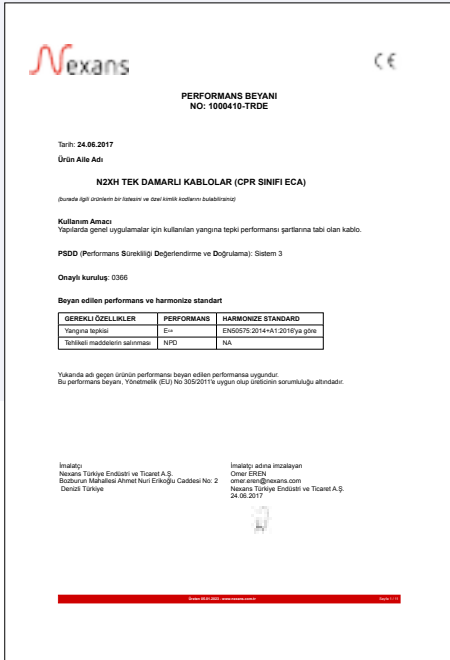 Nexans
CE
PERFORMANS BEYANI
NO: 1000410-TRDE
Tarih: 24.06.2017
Ürün Aile Adı
N2XH TEK DAMARLI KABLOLAR (CPR SINIFI ECA)
(burada ilgili ürünlerin bir listesini ve özel kimlik kodlarını bulabilirsiniz)
Kullanım Amacı
Yapılarda genel uygulamalar için kullanılan yangına tepki performansı şartlarına tabi olan kablo.
PSDD (Performans Sürekliliği Değerlendirme ve Doğrulama): Sistem 3
Onaylı kuruluş: 0366
Beyan edilen performans ve harmonize standart
GEREKLİ ÖZELLIKLER PERFORMANS HARMONIZE STANDARD
Yangına tepkisi Eca EN50575:2014+A1:2016'ya göre
Tehlikeli maddelerin salınması NPD NA
Yukarıda adı geçen ürünün performansı beyan edilen performansa uygundur.
Bu performans beyanı, Yönetmelik (EU) No 305/2011'e uygun olup üreticinin sorumluluğu altındadır.
İmalatçı
Nexans Türkiye Endüstri ve Ticaret A.Ş.
Bozburun Mahallesi Ahmet Nuri Erikoğlu Caddesi No: 2
Denizli Türkiye
İmalatçı adına imzalayan
Omer EREN
omer.eren@nexans.com
Nexans Türkiye Endüstri ve Ticaret A.Ş.
24.06.2017
www.nexans.com.tr